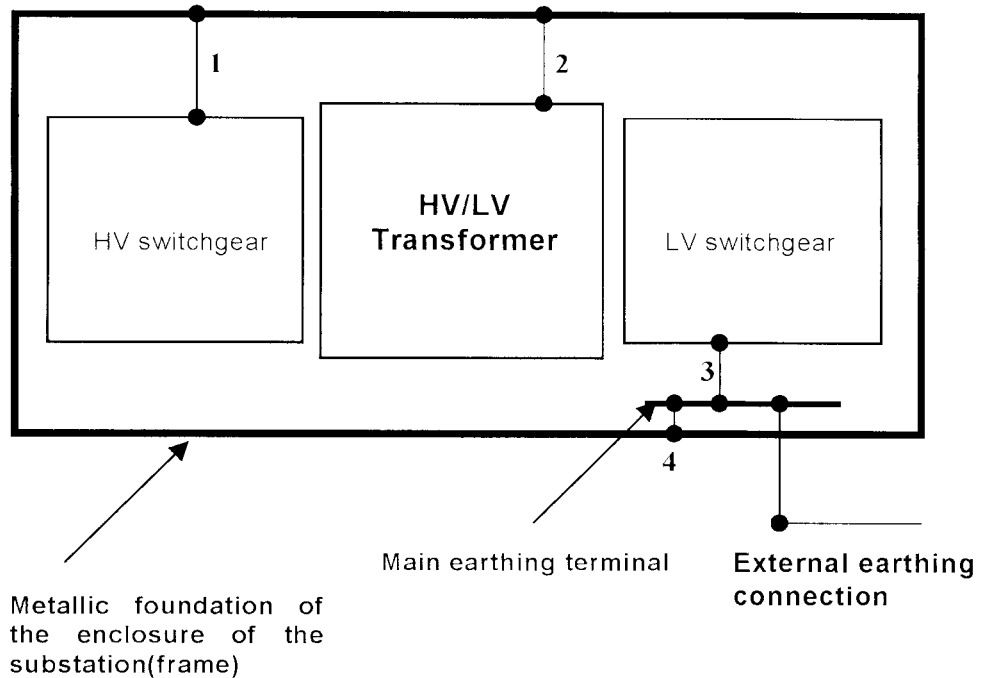 1
2
HV switchgear
HV/LV
Transformer
LV switchgear
3
4
Main earthing terminal
External earthing
connection
Metallic foundation of
the enclosure of the
substation(frame)